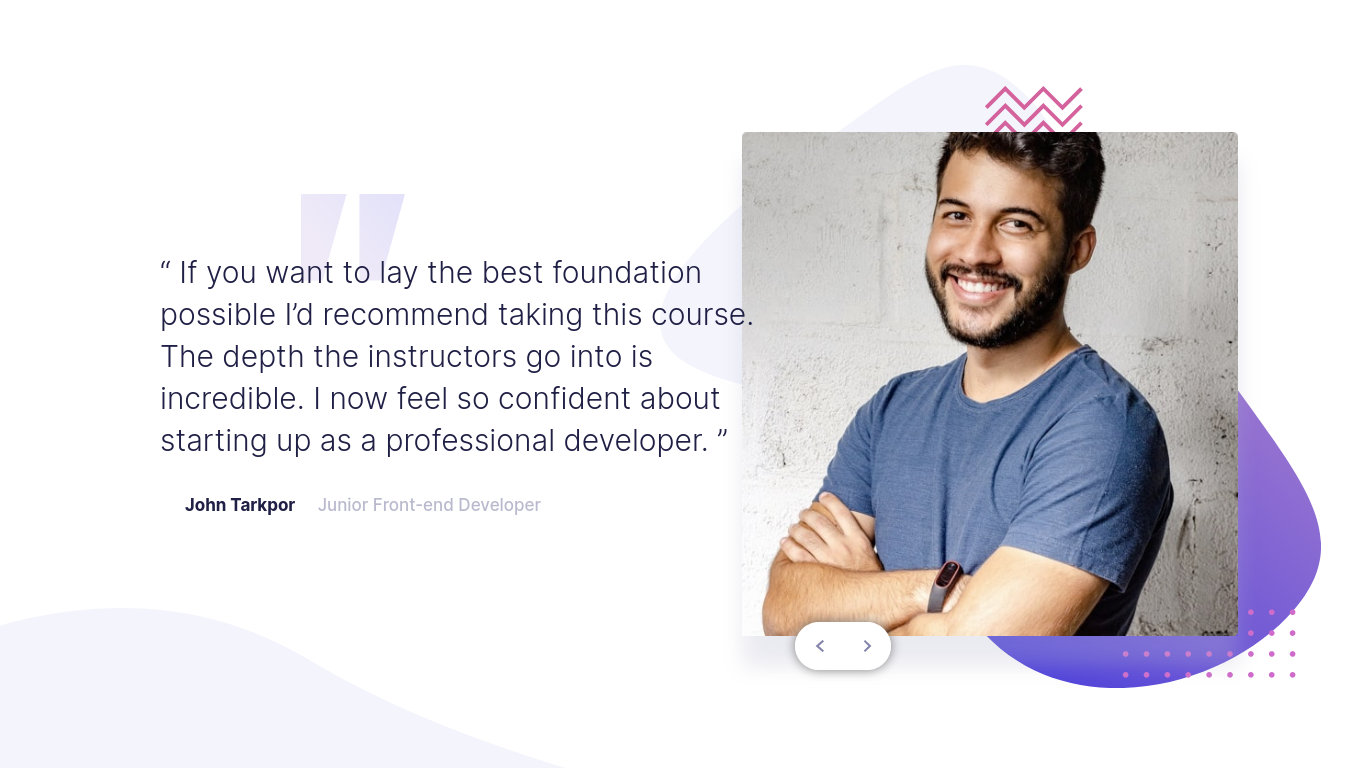 “ If you want to lay the best foundation
possible I’d recommend taking this course.
The depth the instructors go into is
incredible. I now feel so confident about
starting up as a professional developer. ”
John Tarkpor Junior Front-end Developer